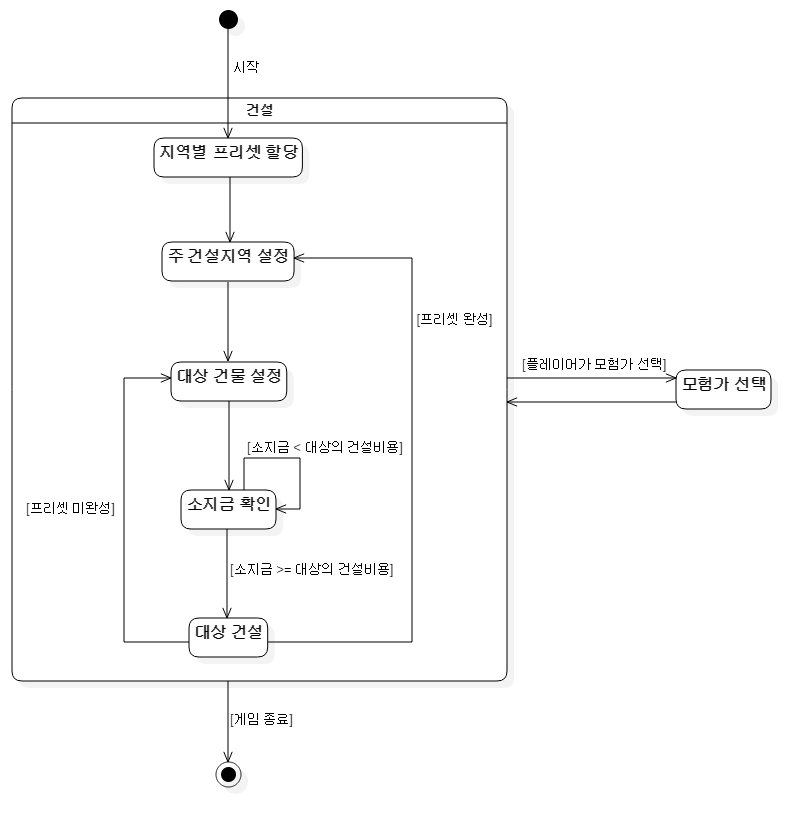 시작
건설
지역별 프리셋 할당
주 건설지역 설정
[프리셋 완성]
[플레이어가 모험가 선택]
대상 건물 설정
모험가 선택
[소지금 < 대상의 건설비용]
소지금 확인
[프리셋 미완성]
[소지금 >= 대상의 건설비용]
대상 건설
[게임 종료]